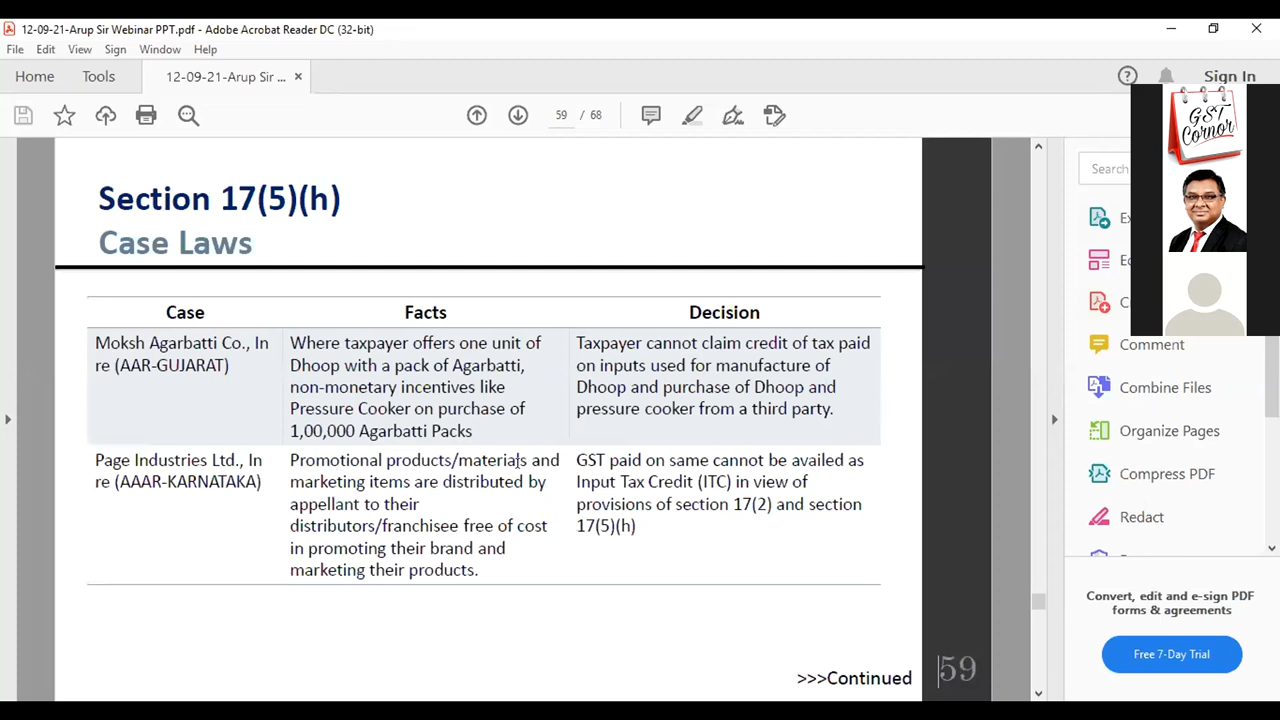 12-09-21-Arup Sir Webinar PPT.pdf - Adobe Acrobat Reader DC (32-bit)
File Edit View Sign Window Help
Home Tools 12-09-21-Arup Sir ... × Sign In
59 / 68
GST
Corner
Section 17(5)(h)
Case Laws
Case Facts Decision
Moksh Agarbatti Co., In
re (AAR-GUJARAT)
Where taxpayer offers one unit of
Dhoop with a pack of Agarbatti,
non-monetary incentives like
Pressure Cooker on purchase of
1,00,000 Agarbatti Packs
Taxpayer cannot claim credit of tax paid
on inputs used for manufacture of
Dhoop and purchase of Dhoop and
pressure cooker from a third party.
Page Industries Ltd., In
re (AAAR-KARNATAKA)
Promotional products/materials and
marketing items are distributed by
appellant to their
distributors/franchisee free of cost
in promoting their brand and
marketing their products.
GST paid on same cannot be availed as
Input Tax Credit (ITC) in view of
provisions of section 17(2) and section
17(5)(h)
>>>Continued
59
Search
Comment
Combine Files
Organize Pages
Compress PDF
Redact
Convert, edit and e-sign PDF
forms & agreements
Free 7-Day Trial